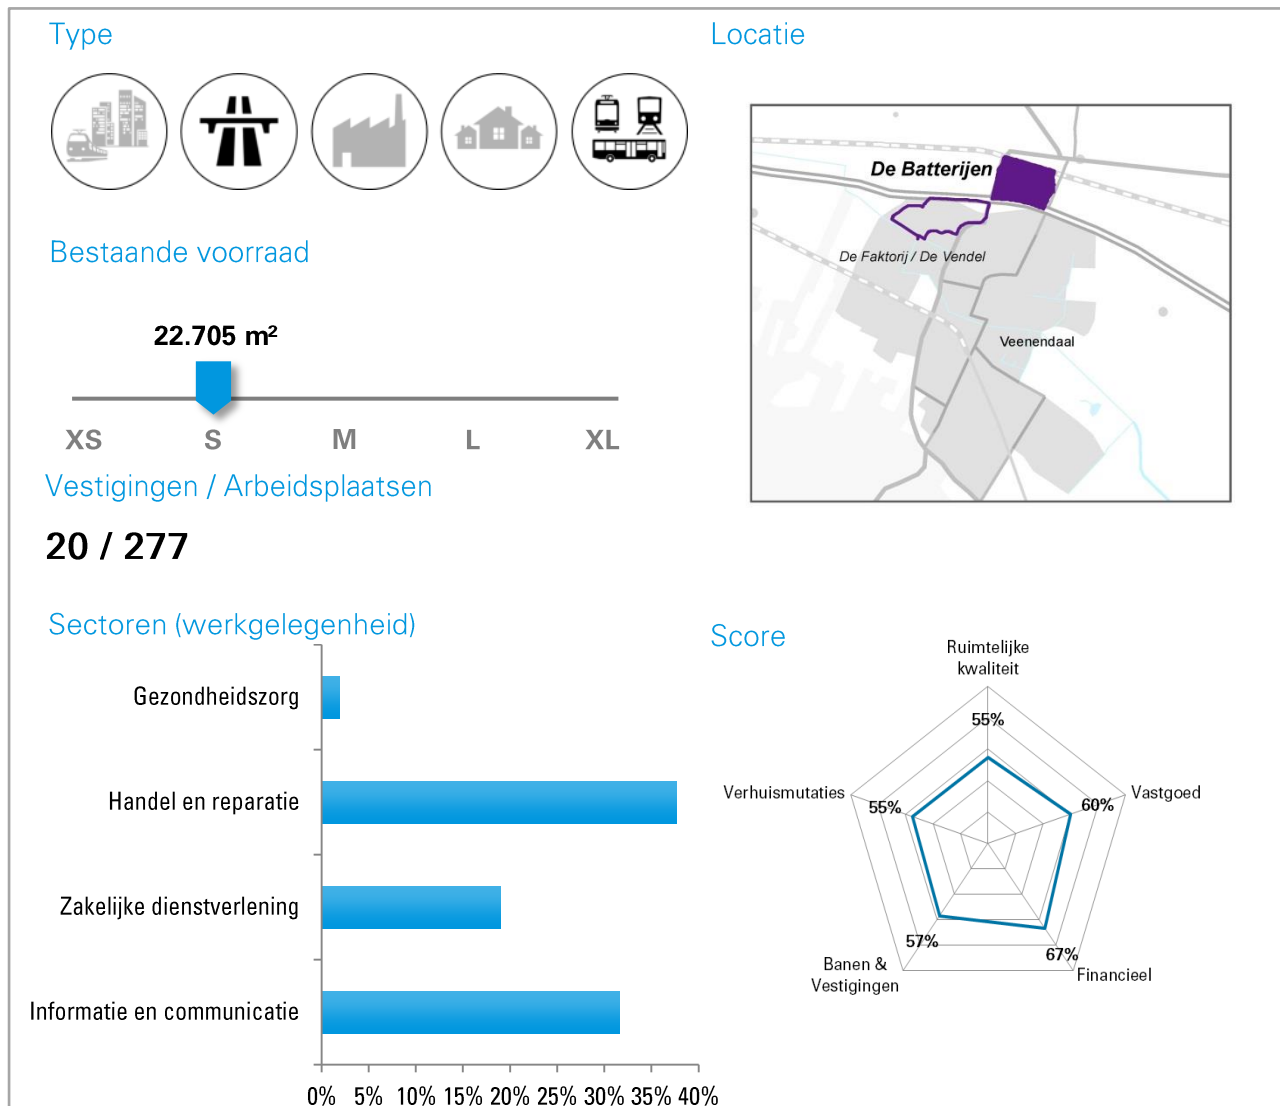 Type
Bestaande voorraad
22.705 m²
XS S M L XL
Vestigingen / Arbeidsplaatsen
20 / 277
Locatie
De Batterijen
De Faktorij / De Vendel
Veenendaal
Sectoren (werkgelegenheid)
Gezondheidszorg
Handel en reparatie
Zakelijke dienstverlening
Informatie en communicatie
0% 5% 10% 15% 20% 25% 30% 35% 40%
Score
Ruimtelijke
kwaliteit
55%
Verhuismutaties
55%
60%
Vastgoed
57%
67%
Banen &
Vestigingen
Financieel